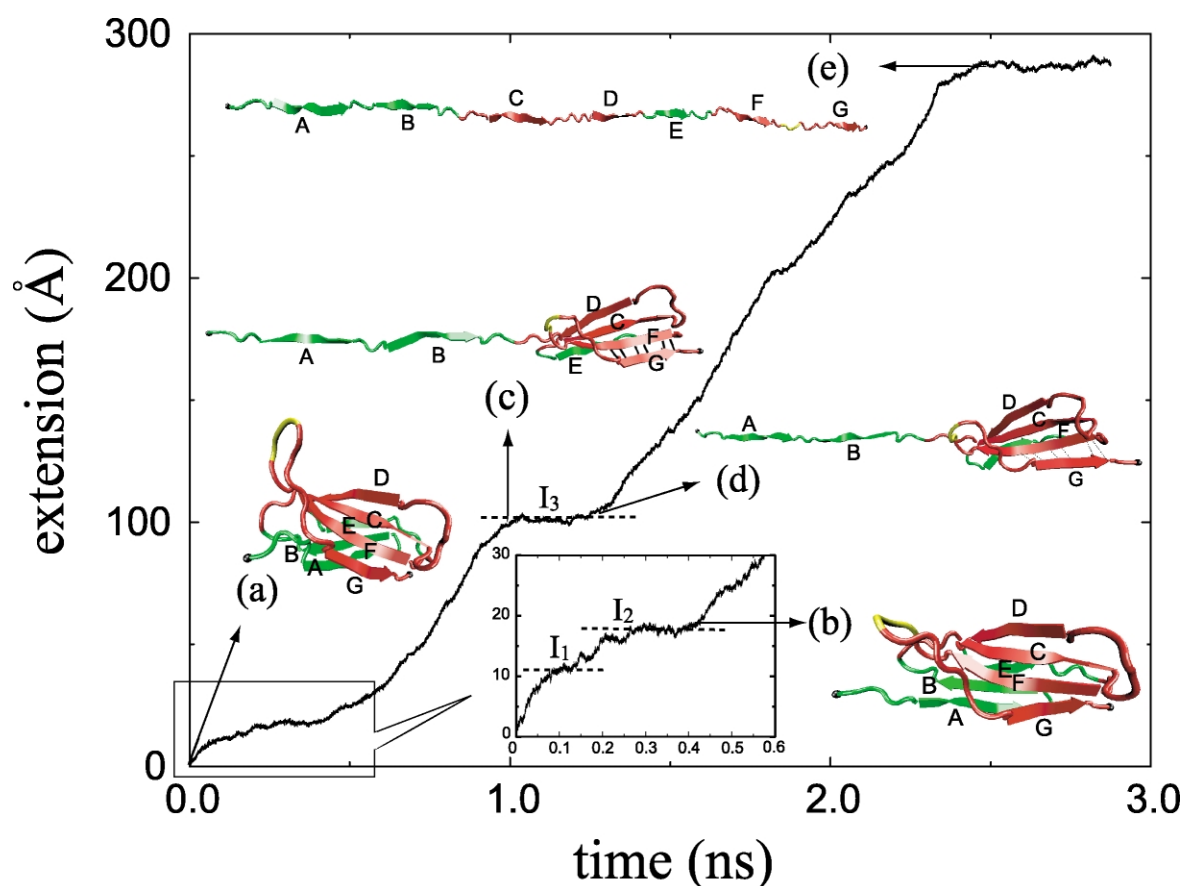 300
200
100
0
extension (Å)
0.0
1.0
2.0
3.0
time (ns)
(e)
A
B
C
D
E
F
G
A
B
D
C
F
E
G
(c)
I3
(d)
A
B
D
C
F
G
(a)
D
E
C
B
A
F
G
30
20
10
0
I1
I2
0
0.1
0.2
0.3
0.4
0.5
0.6
(b)
D
C
E
F
B
A
G